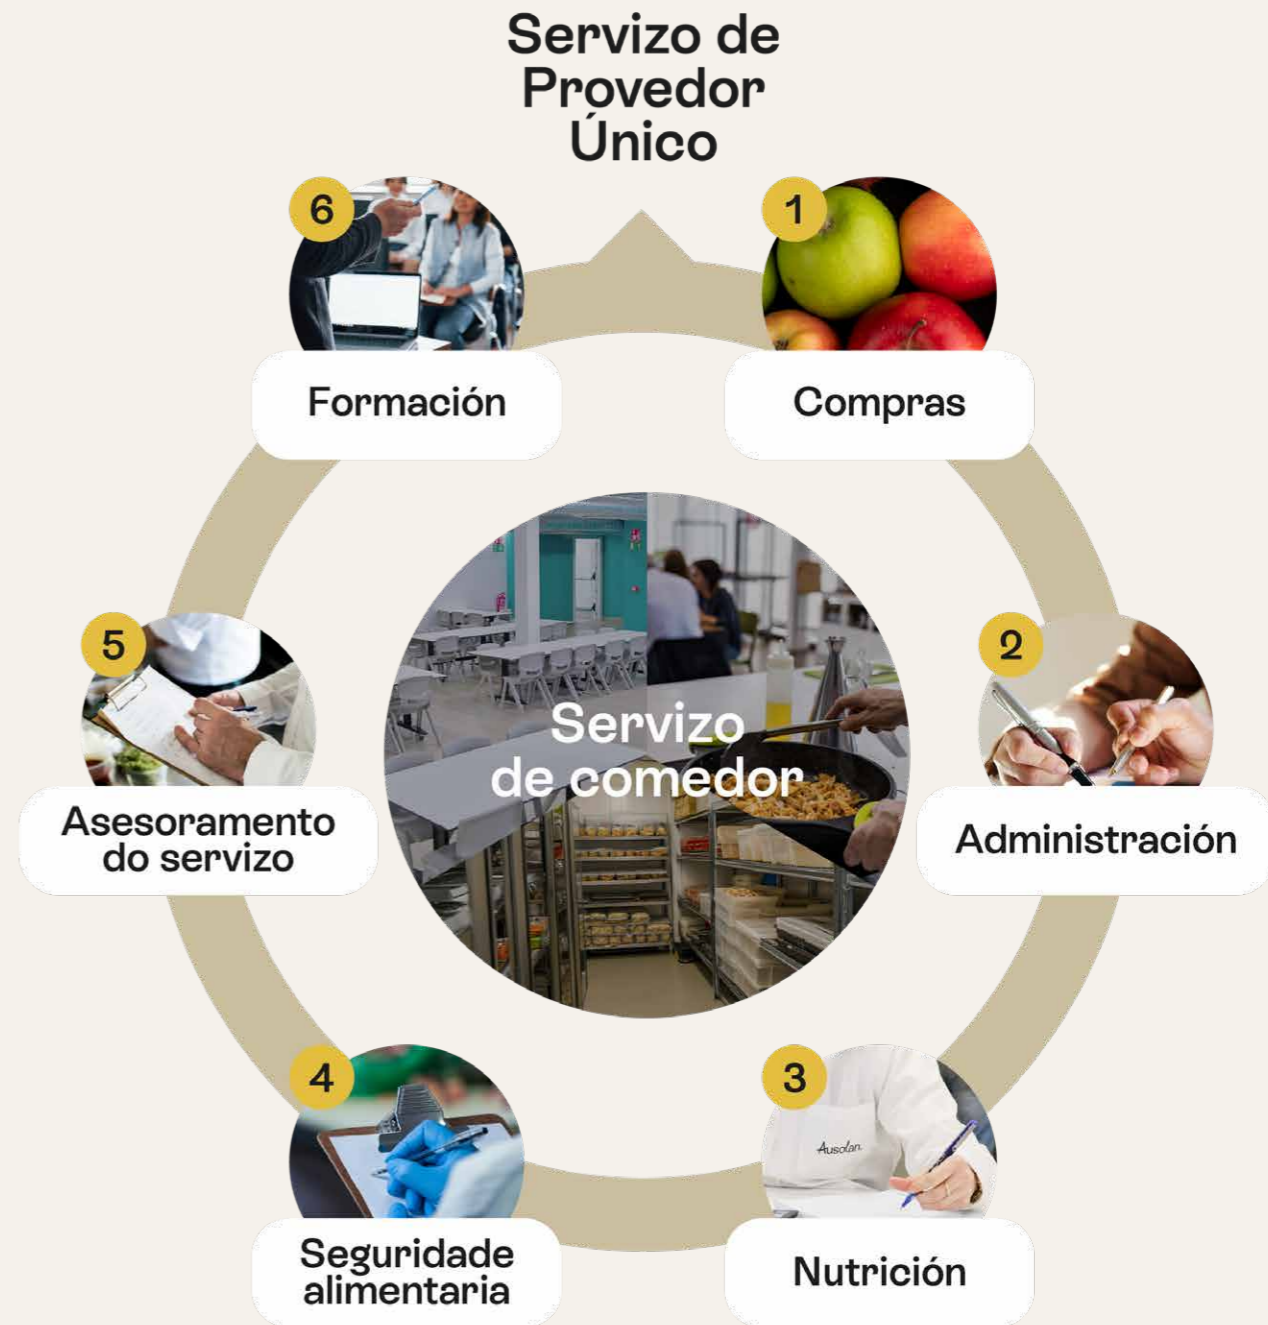 Servizo de
Provedor
Único
1
Compras
2
Administración
3
Ausolan
Nutrición
4
Seguridade
alimentaria
5
Asesoramento
do servizo
6
Formación
Servizo
de comedor